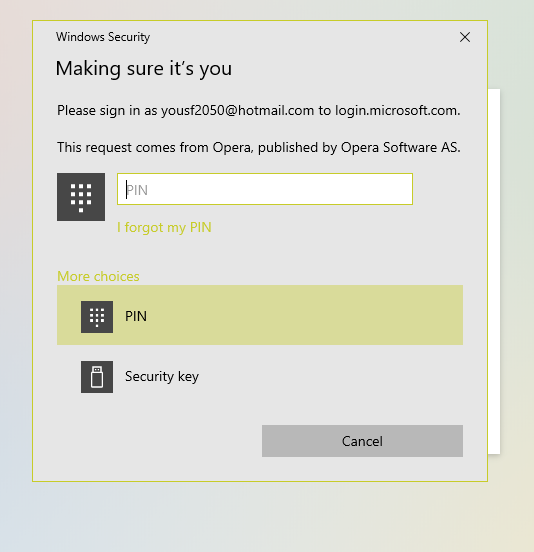 Windows Security
Making sure it's you
Please sign in as yousf2050@hotmail.com to login.microsoft.com.
This request comes from Opera, published by Opera Software AS.
PIN
I forgot my PIN
More choices
PIN
Security key
Cancel